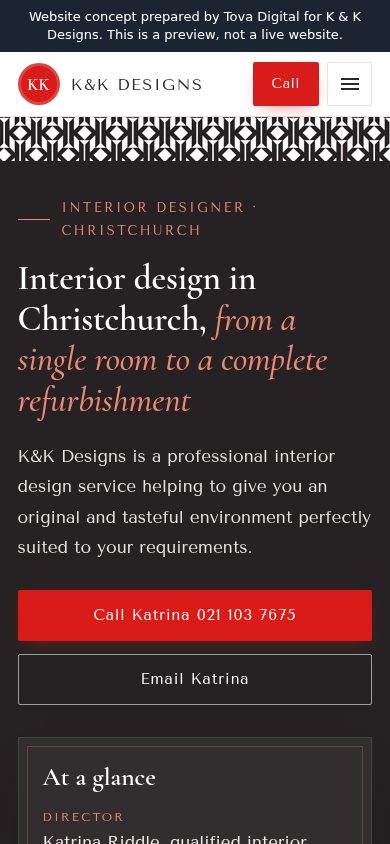 Website concept prepared by Tova Digital for K & K
Designs. This is a preview, not a live website.
KK
K&K DESIGNS
Call
INTERIOR DESIGNER ·
CHRISTCHURCH
Interior design in
Christchurch, from a
single room to a complete
refurbishment
K&K Designs is a professional interior
design service helping to give you an
original and tasteful environment perfectly
suited to your requirements.
Call Katrina 021 103 7675
Email Katrina
At a glance
DIRECTOR
Katrina Riddle, qualified interior